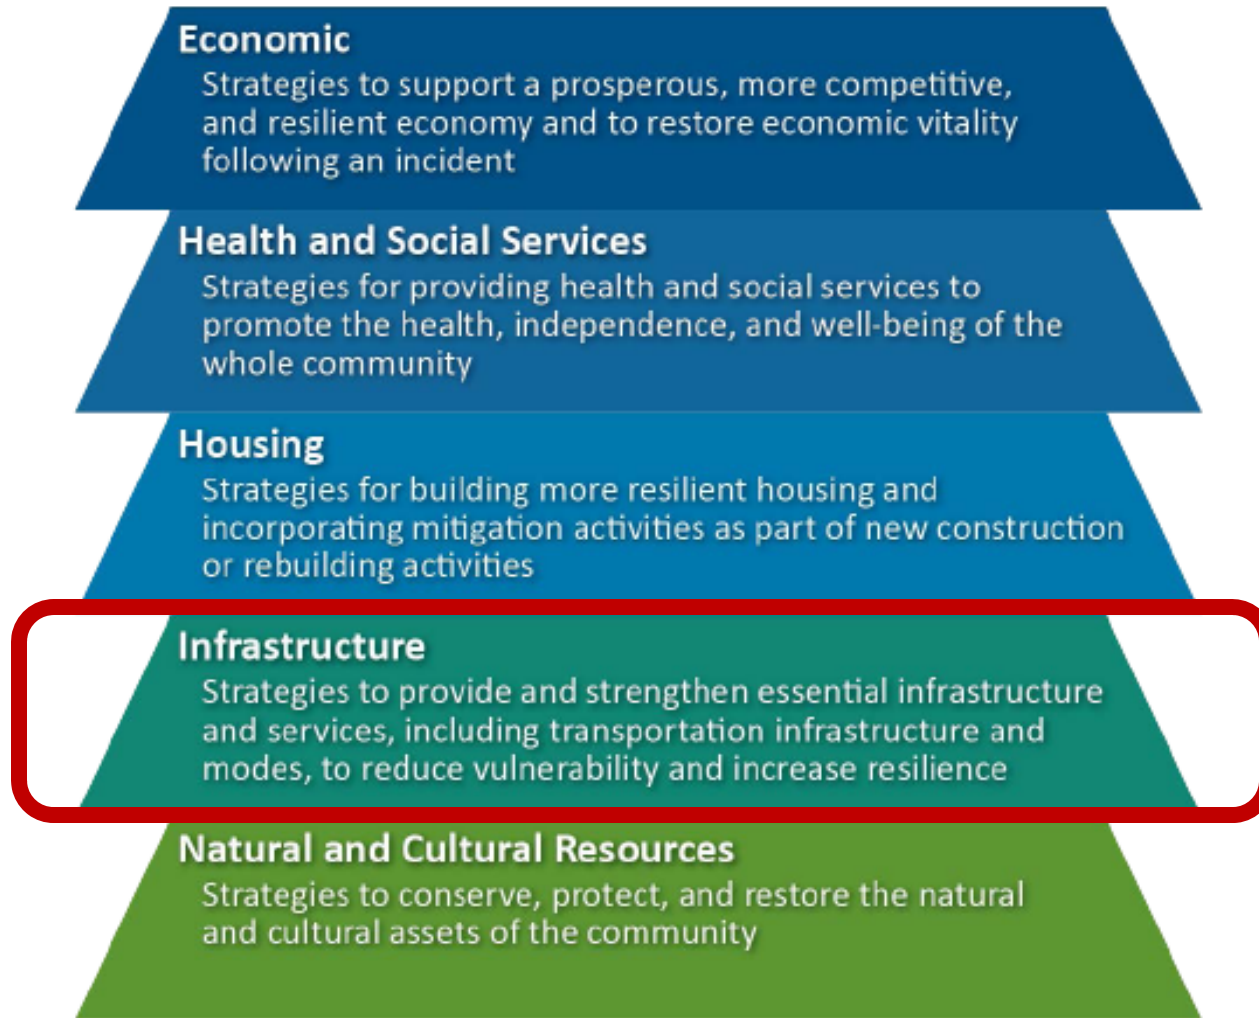 Economic
Strategies to support a prosperous, more competitive,
and resilient economy and to restore economic vitality
following an incident
Health and Social Services
Strategies for providing health and social services to
promote the health, independence, and well-being of the
whole community
Housing
Strategies for building more resilient housing and
incorporating mitigation activities as part of new construction
or rebuilding activities
Infrastructure
Strategies to provide and strengthen essential infrastructure
and services, including transportation infrastructure and
modes, to reduce vulnerability and increase resilience
Natural and Cultural Resources
Strategies to conserve, protect, and restore the natural
and cultural assets of the community